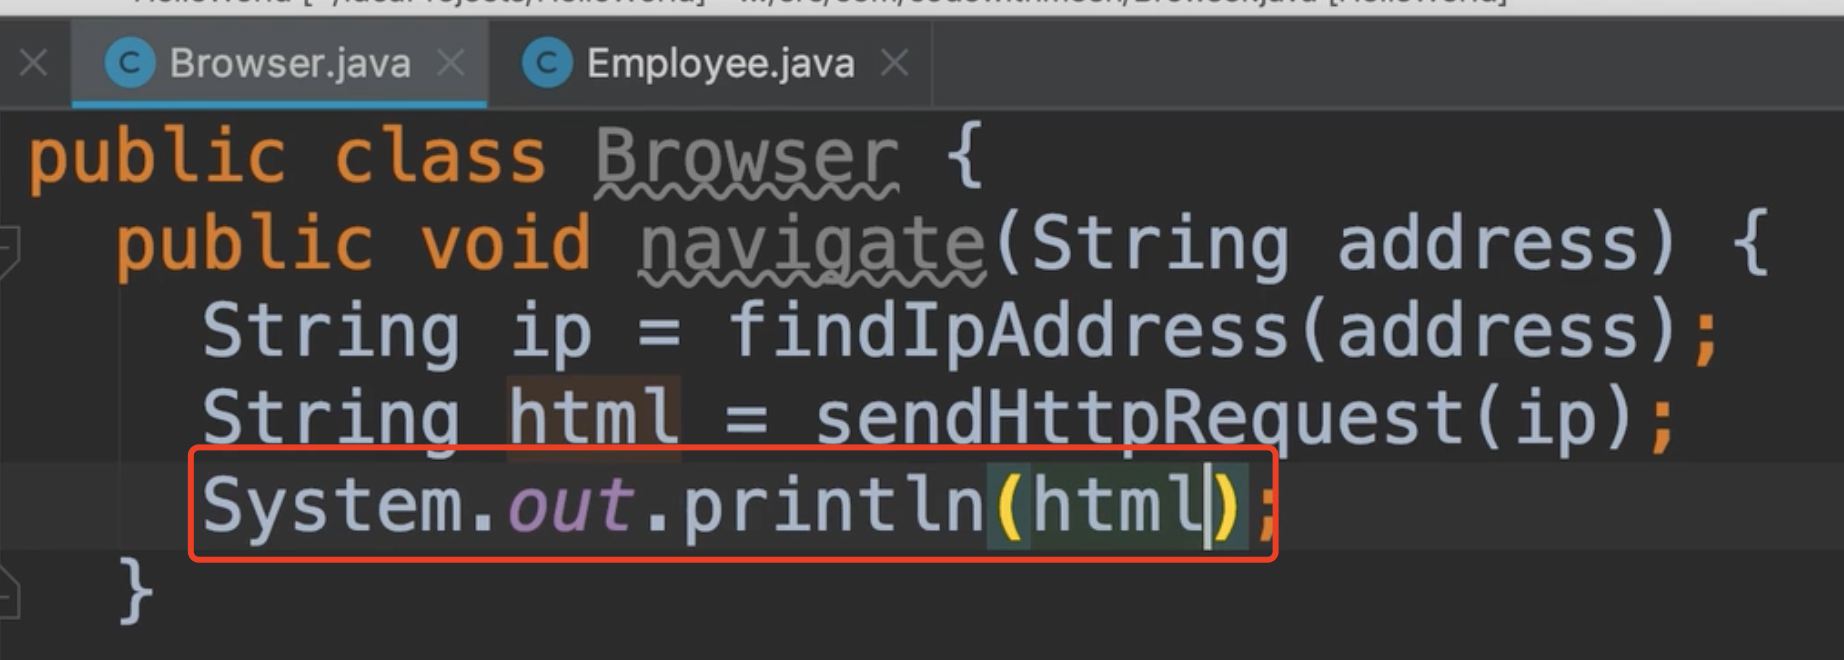 Browser.java
Employee.java
public class Browser {
public void navigate(String address) {
String ip = findIpAddress(address);
String html = sendHttpRequest(ip);
System.out.println(html);
}